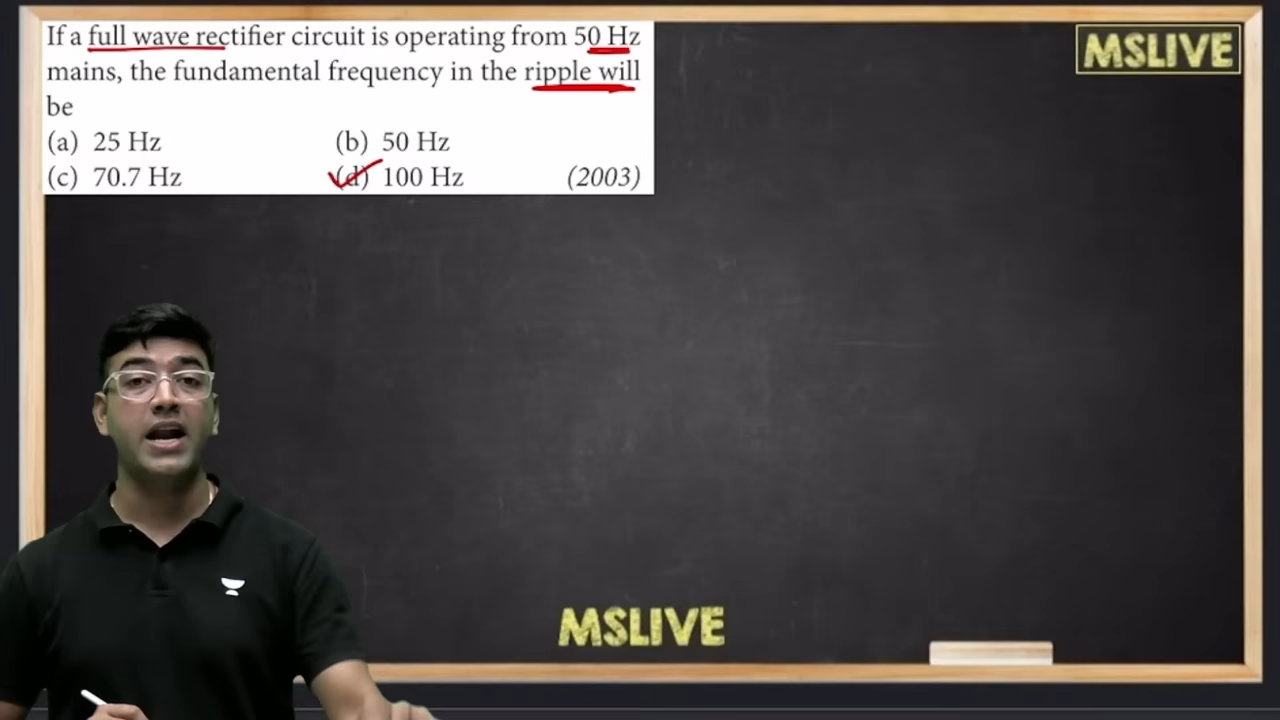 If a full wave rectifier circuit is operating from 50 Hz
MSLIVE
mains, the fundamental frequency in the ripple will
be
(a) 25 Hz (b) 50 Hz
(c) 70.7 Hz (d) 100 Hz (2003)
MSLIVE